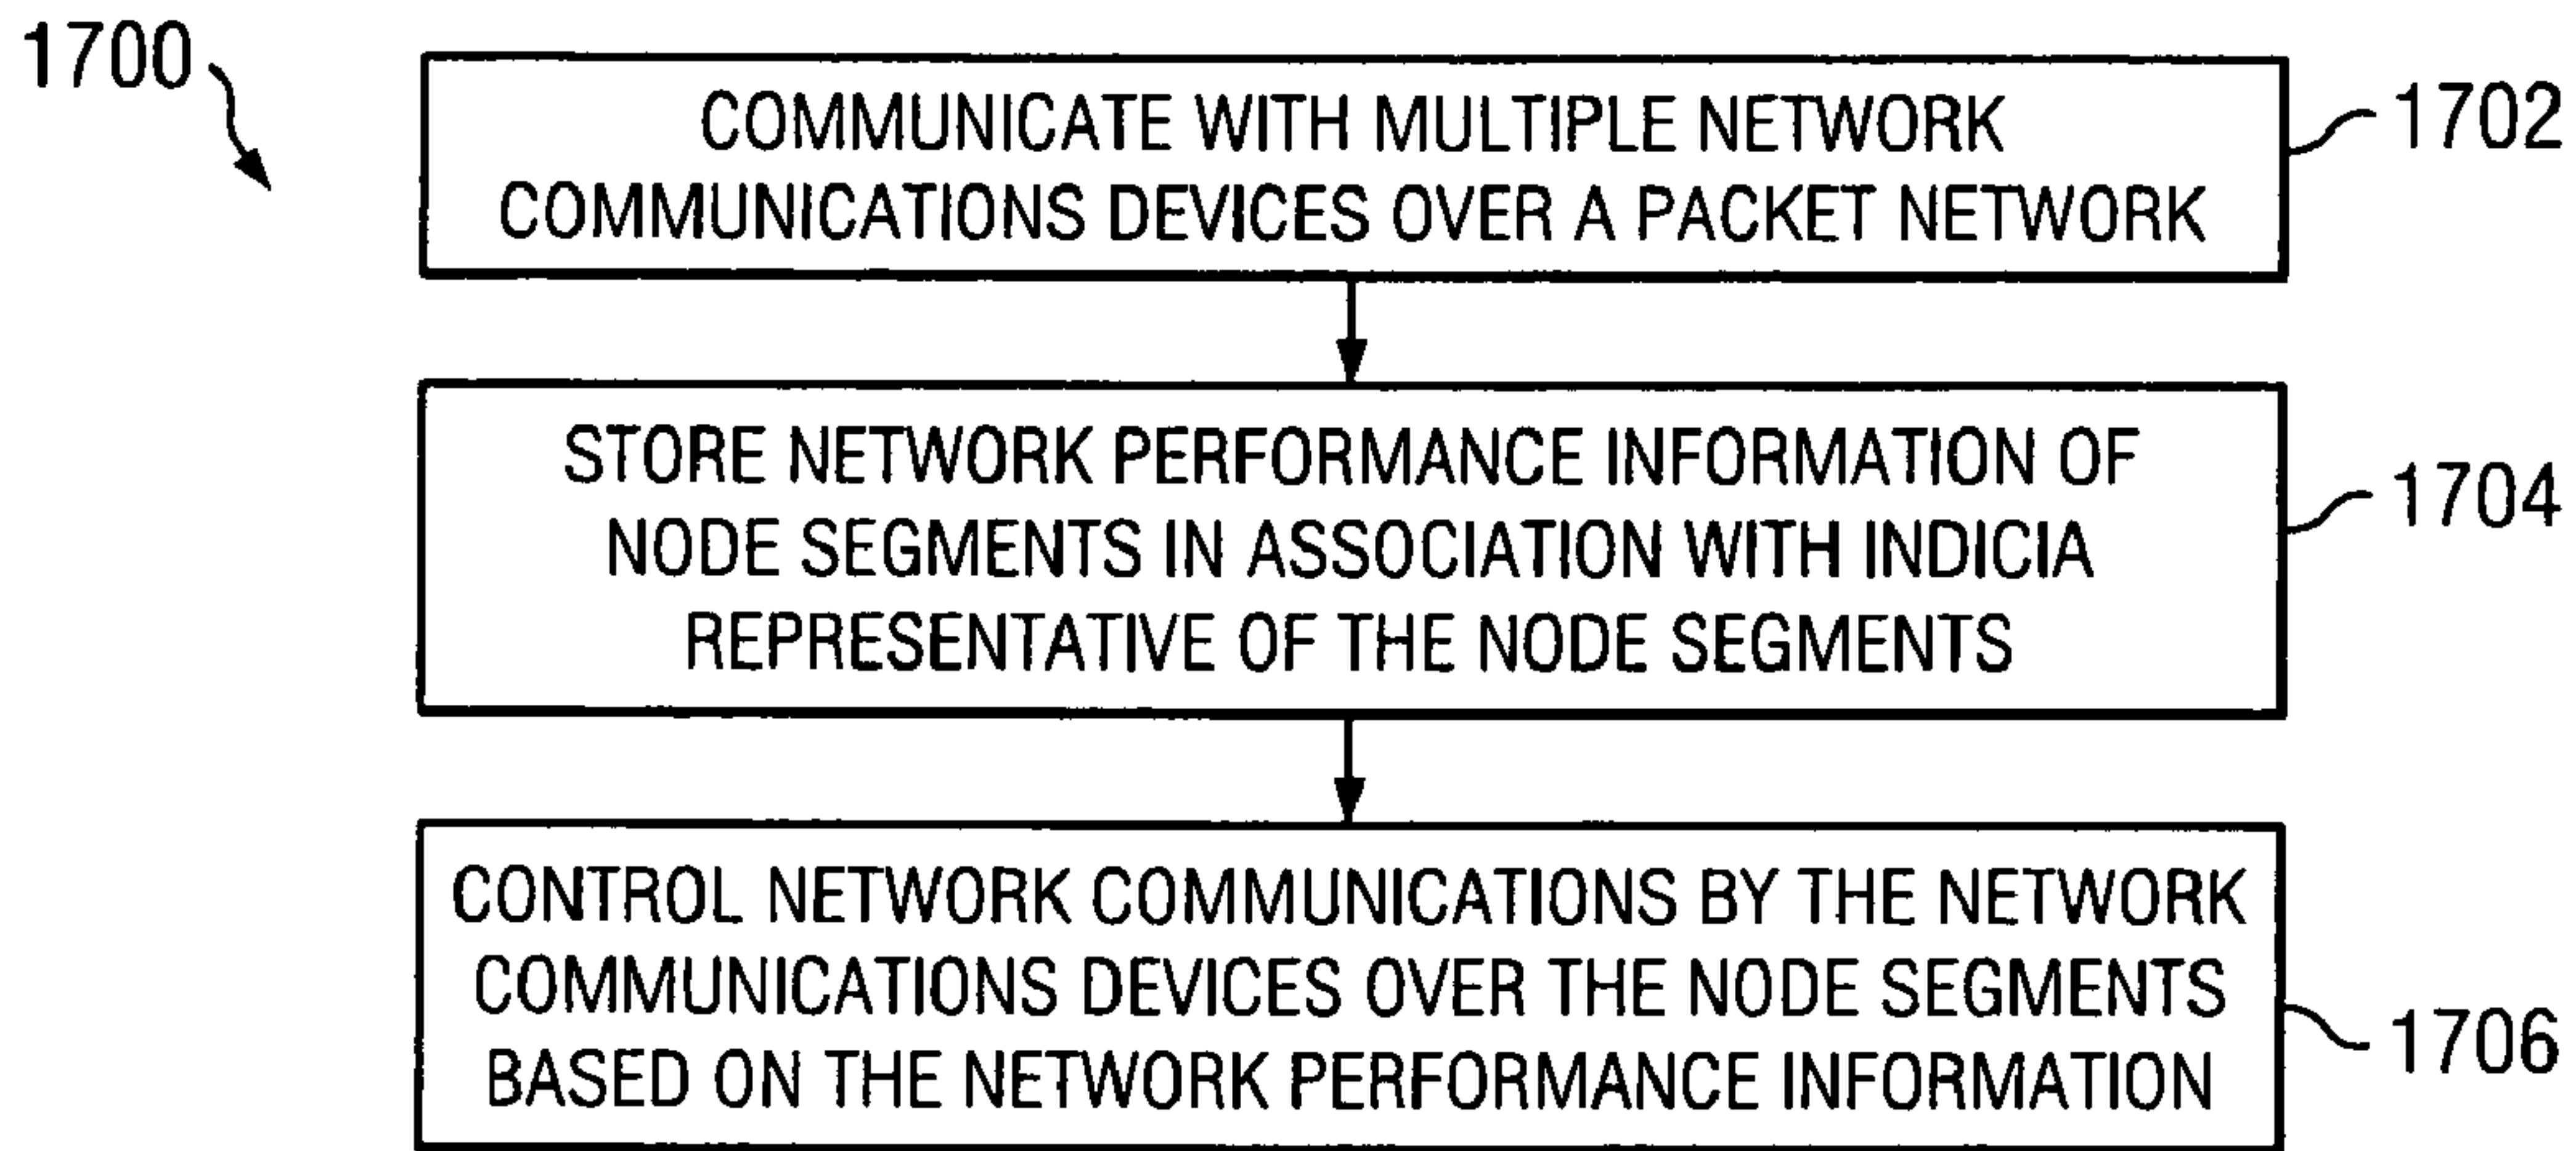 1700
COMMUNICATE WITH MULTIPLE NETWORK
COMMUNICATIONS DEVICES OVER A PACKET NETWORK
1702
STORE NETWORK PERFORMANCE INFORMATION OF
NODE SEGMENTS IN ASSOCIATION WITH INDICIA
REPRESENTATIVE OF THE NODE SEGMENTS
1704
CONTROL NETWORK COMMUNICATIONS BY THE NETWORK
COMMUNICATIONS DEVICES OVER THE NODE SEGMENTS
BASED ON THE NETWORK PERFORMANCE INFORMATION
1706